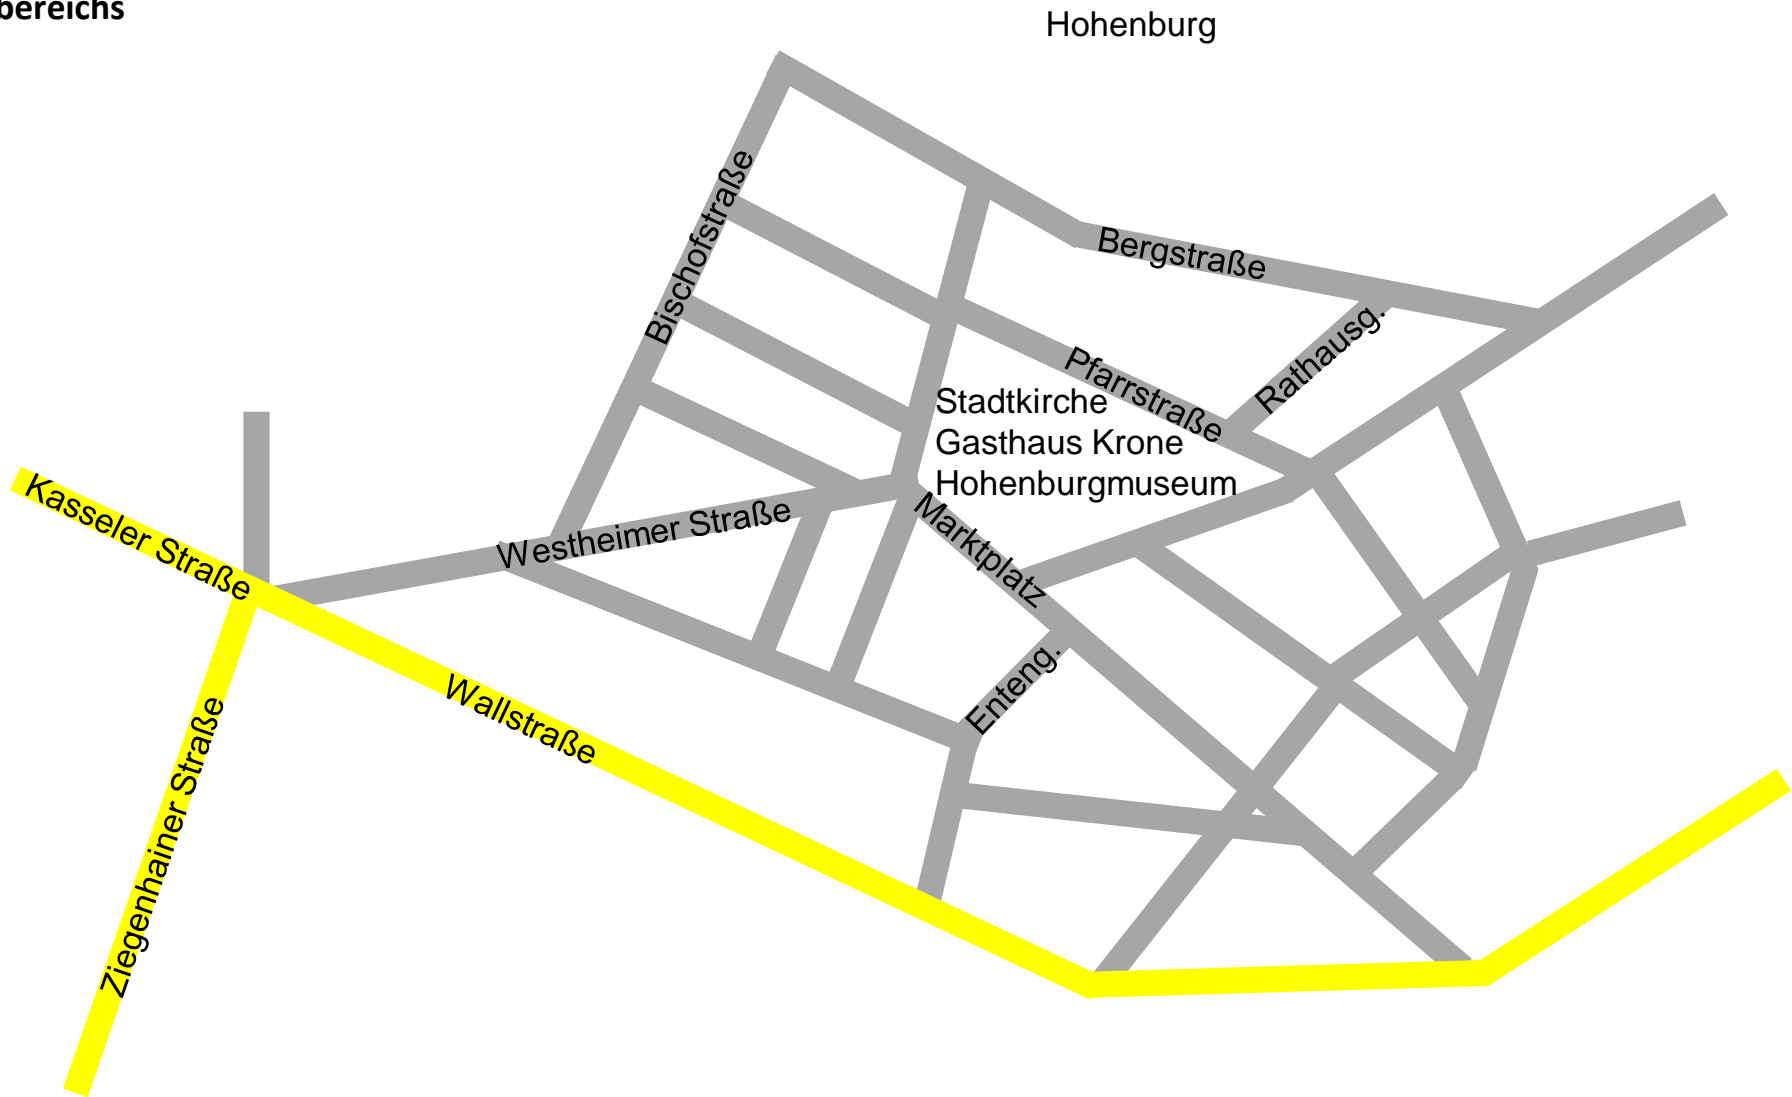 bereichs
Hohenburg
Bischofstraße
Bergstraße
Rathausg.
Pfarrstraße
Stadtkirche
Gasthaus Krone
Hohenburgmuseum
Marktplatz
Westheimer Straße
Kasseler Straße
Enteng.
Wallstraße
Ziegenhainer Straße